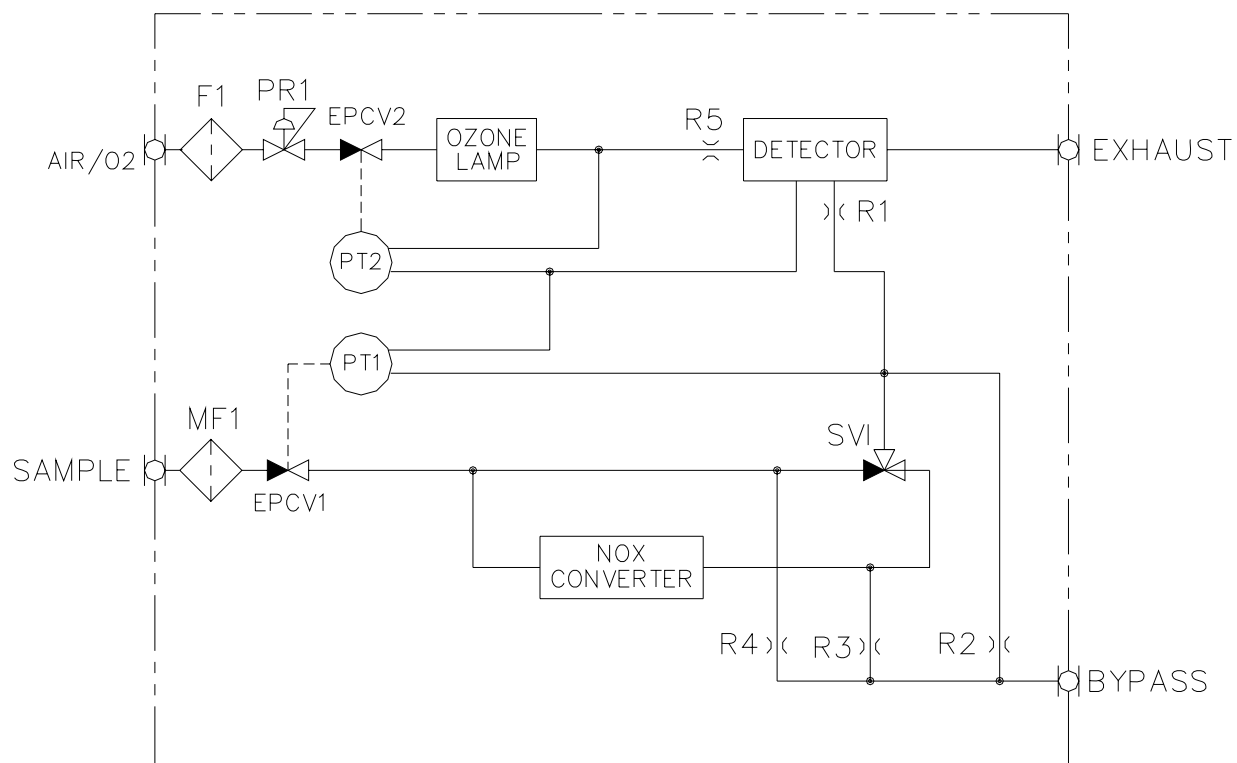 F1
PR1
EPCV2
AIR/O2
OZONE
LAMP
R5
DETECTOR
EXHAUST
R1
PT2
PT1
MF1
SAMPLE
EPCV1
SVI
NOX
CONVERTER
R4
R3
R2
BYPASS